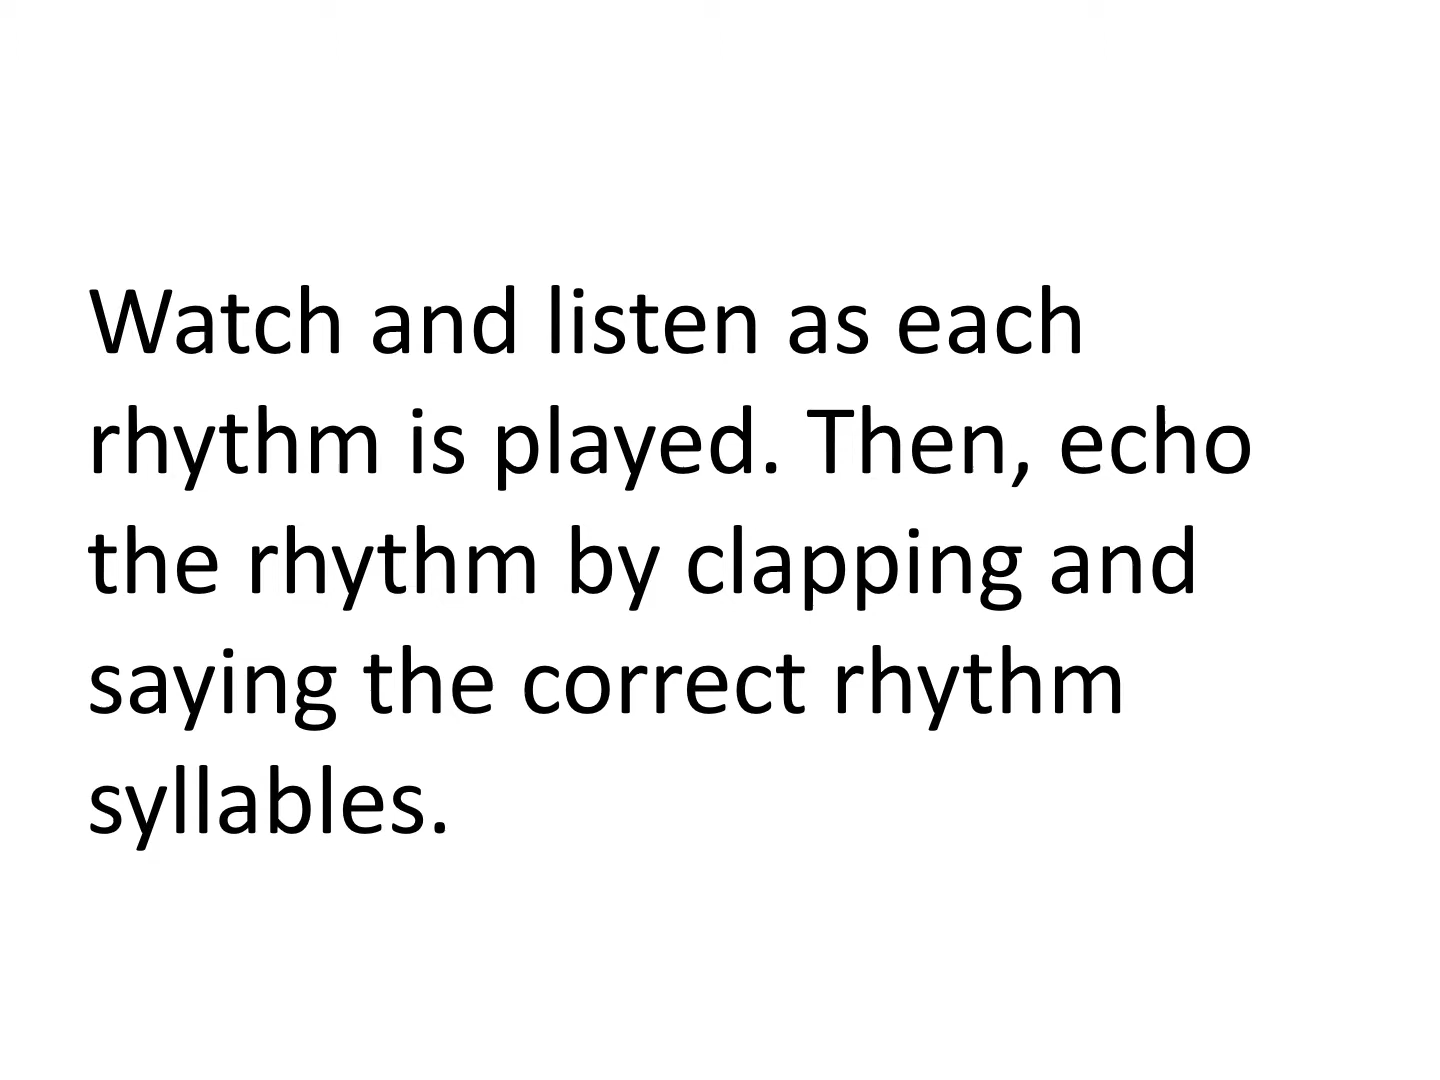 Watch and listen as each
rhythm is played. Then, echo
the rhythm by clapping and
saying the correct rhythm
syllables.